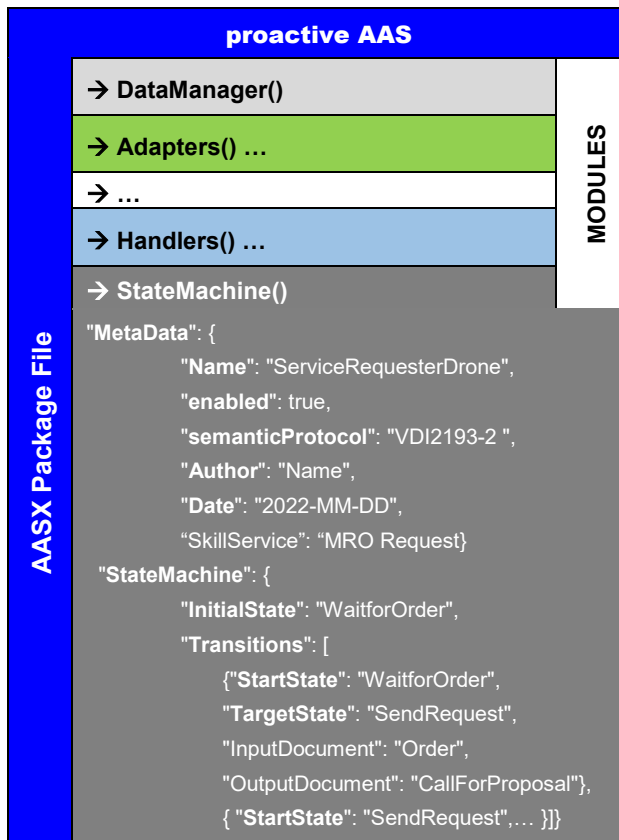 proactive AAS
→ DataManager()
→ Adapters() …
→ …
→ Handlers() …
→ StateMachine()
MODULES
AASX Package File
"MetaData": {
"Name": "ServiceRequesterDrone",
"enabled": true,
"semanticProtocol": "VDI2193-2 ",
"Author": "Name",
"Date": "2022-MM-DD",
“SkillService”: “MRO Request}
"StateMachine": {
"InitialState": "WaitforOrder",
"Transitions": [
{"StartState": "WaitforOrder",
"TargetState": "SendRequest",
"InputDocument": "Order",
"OutputDocument": "CallForProposal"},
{ "StartState": "SendRequest",… }]}